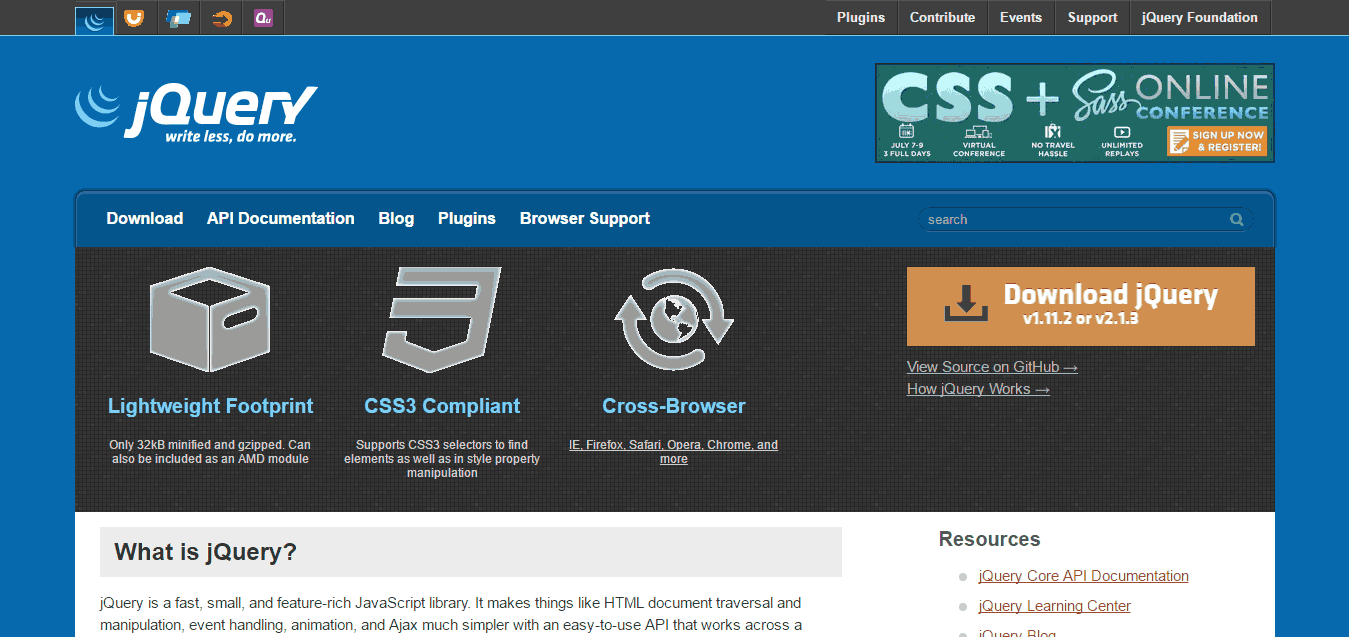 Qu
Plugins Contribute Events Support jQuery Foundation
jQuery
write less, do more.
CSS + Sass ONLINE
CONFERENCE
JULY 7-9
3 FULL DAYS
VIRTUAL
CONFERENCE
NO TRAVEL
HASSLE
UNLIMITED
REPLAYS
SIGN UP NOW
& REGISTER!
Download API Documentation Blog Plugins Browser Support
search
Lightweight Footprint
Only 32kB minified and gzipped. Can
also be included as an AMD module
CSS3 Compliant
Supports CSS3 selectors to find
elements as well as in style property
manipulation
Cross-Browser
IE, Firefox, Safari, Opera, Chrome, and
more
Download jQuery
v1.11.2 or v2.1.3
View Source on GitHub →
How jQuery Works →
What is jQuery?
jQuery is a fast, small, and feature-rich JavaScript library. It makes things like HTML document traversal and
manipulation, event handling, animation, and Ajax much simpler with an easy-to-use API that works across a
Resources
jQuery Core API Documentation
jQuery Learning Center
jQuery Blog